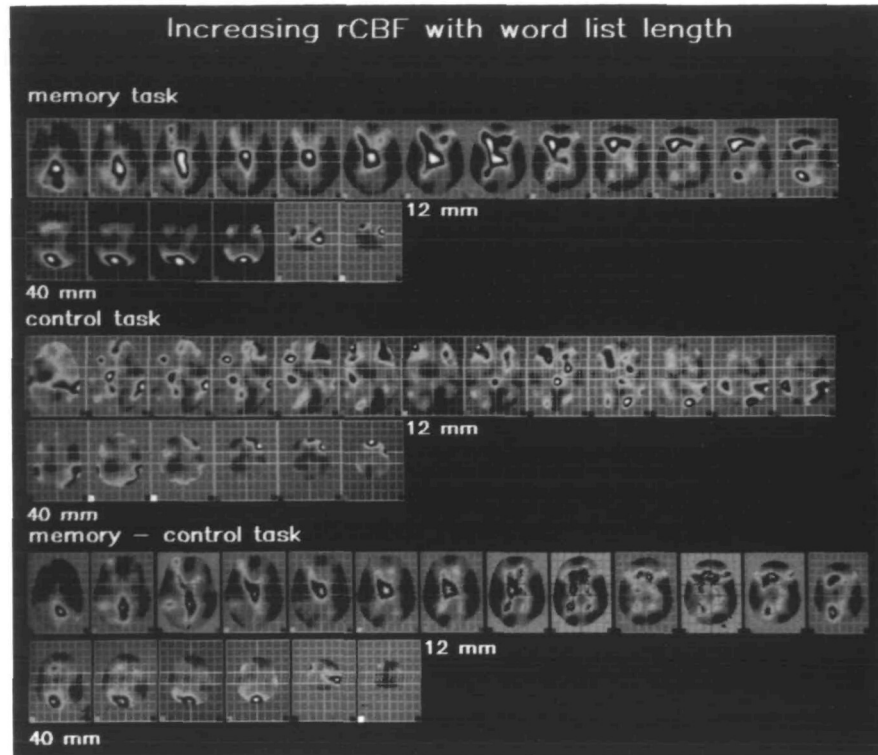 Increasing rCBF with word list length
memory task
12 mm
40 mm
control task
12 mm
40 mm
memory - control task
12 mm
40 mm